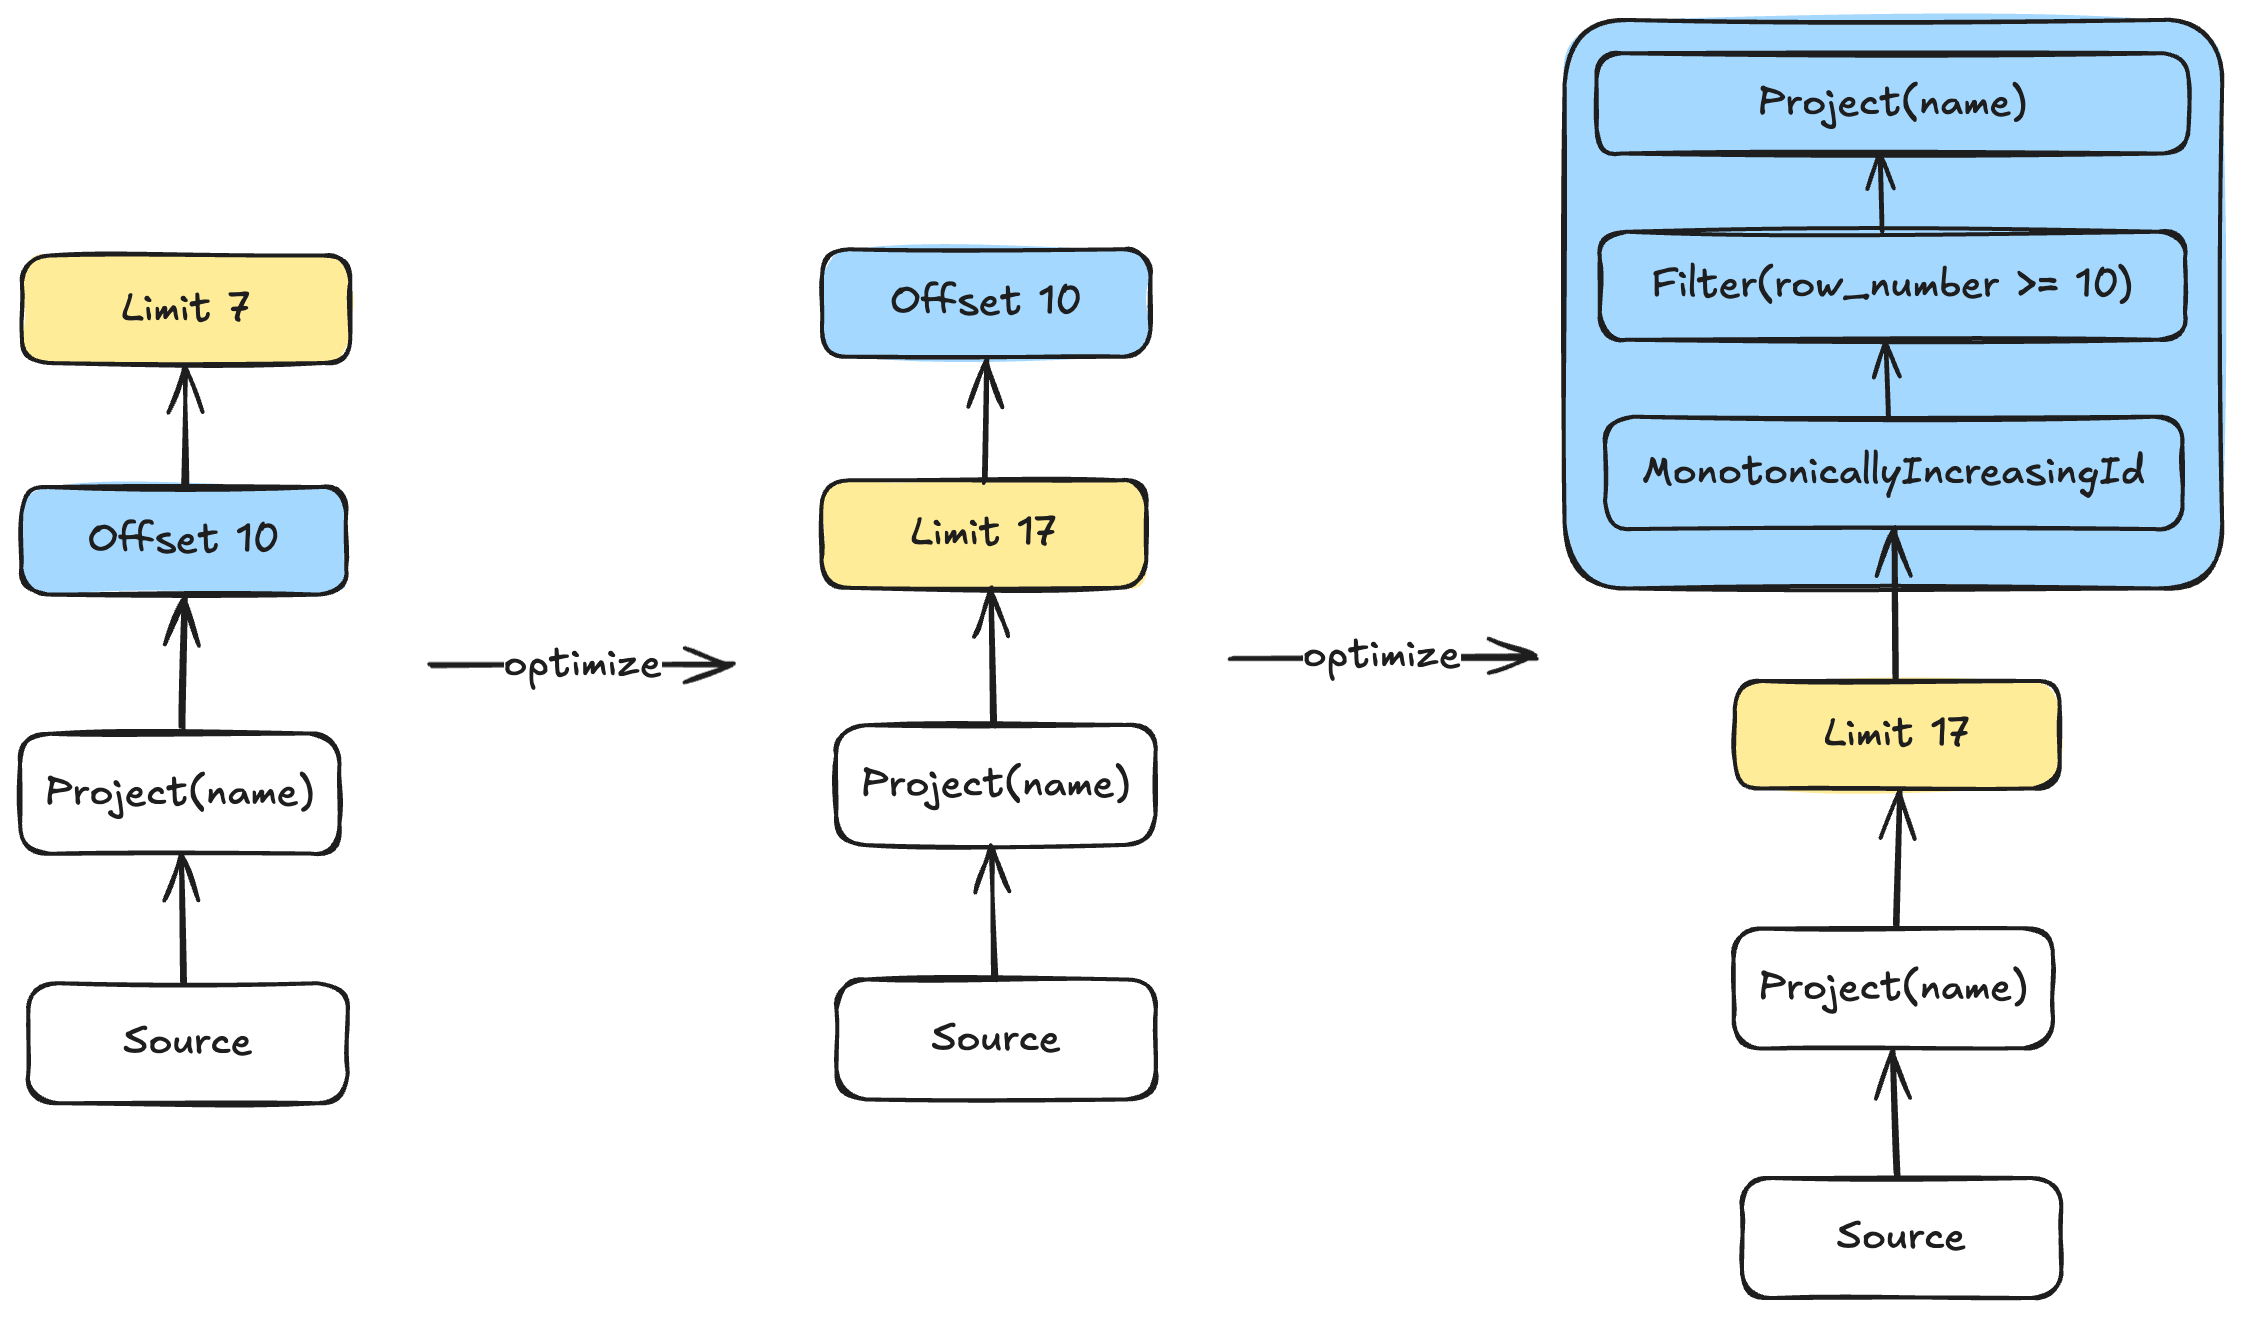 Limit 7
Offset 10
Project(name)
Source
optimize
Offset 10
Limit 17
Project(name)
Source
optimize
Project(name)
Filter(row_number >= 10)
MonotonicallyIncreasingId
Limit 17
Project(name)
Source